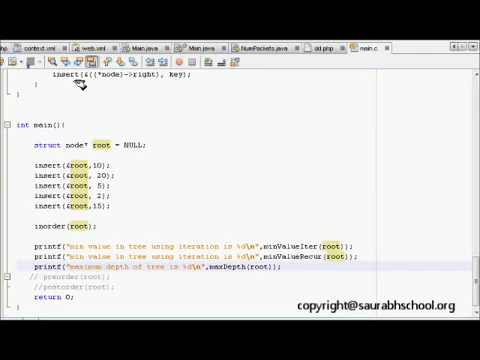 context.xml web.xml Main.java Main.java NumPackets.java dd.php main.c
insert(&((*node)->right), key);
}
}
int main(){
struct node* root = NULL;
insert(&root,10);
insert(&root, 20);
insert(&root, 5);
insert(&root, 2);
insert(&root,15);
inorder(root);
printf("min value in tree using iteration is %d\n",minValueIter(root));
printf("min value in tree using iteration is %d\n",minValueRecur(root));
printf("maximum depth of tree is %d\n",maxDepth(root));
// preorder(root);
//postorder(root);
return 0;
}
copyright@saurabhschool.org